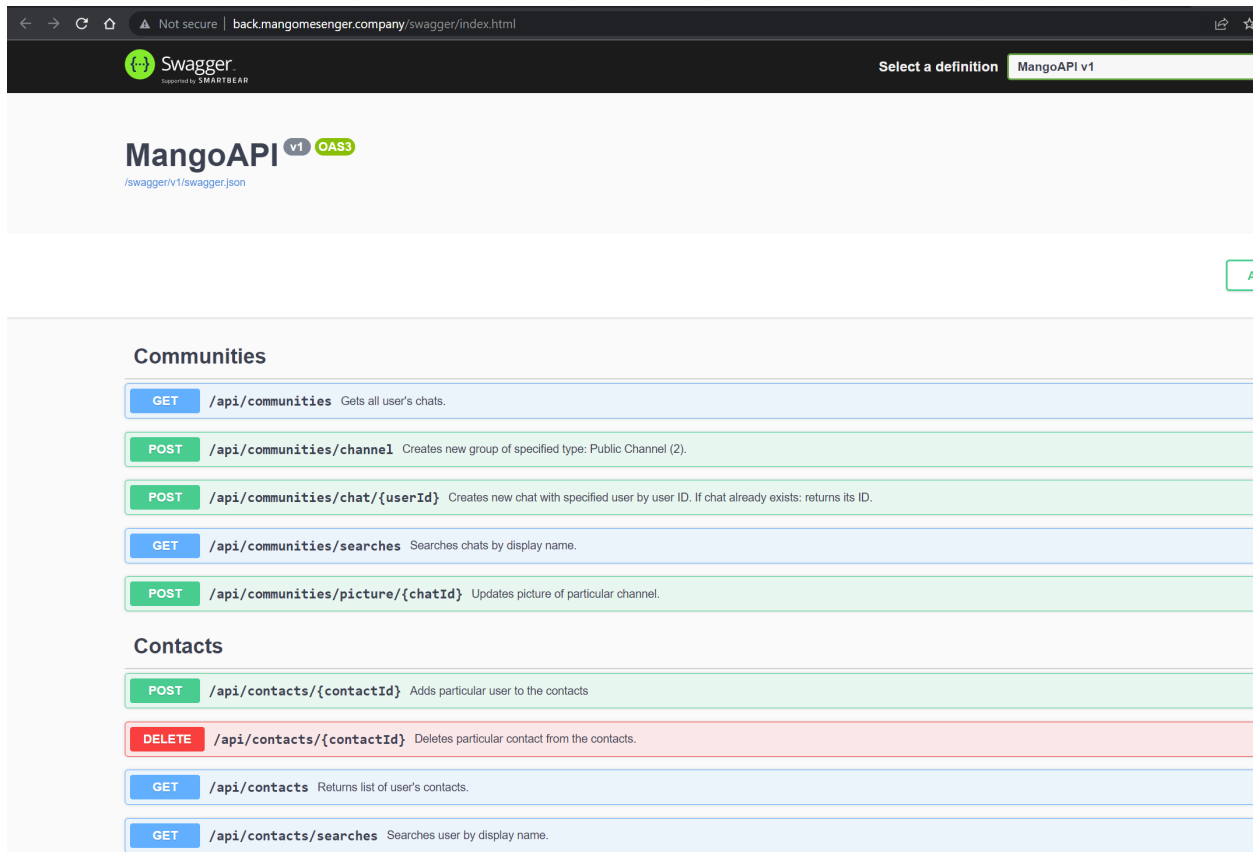 Not secure | back.mangomesenger.company/swagger/index.html
{··} Swagger
Supported by SMARTBEAR
Select a definition MangoAPI v1
MangoAPI v1 OAS3
/swagger/v1/swagger.json
A
Communities
GET /api/communities Gets all user's chats.
POST /api/communities/channel Creates new group of specified type: Public Channel (2).
POST /api/communities/chat/{userId} Creates new chat with specified user by user ID. If chat already exists: returns its ID.
GET /api/communities/searches Searches chats by display name.
POST /api/communities/picture/{chatId} Updates picture of particular channel.
Contacts
POST /api/contacts/{contactId} Adds particular user to the contacts
DELETE /api/contacts/{contactId} Deletes particular contact from the contacts.
GET /api/contacts Returns list of user's contacts.
GET /api/contacts/searches Searches user by display name.